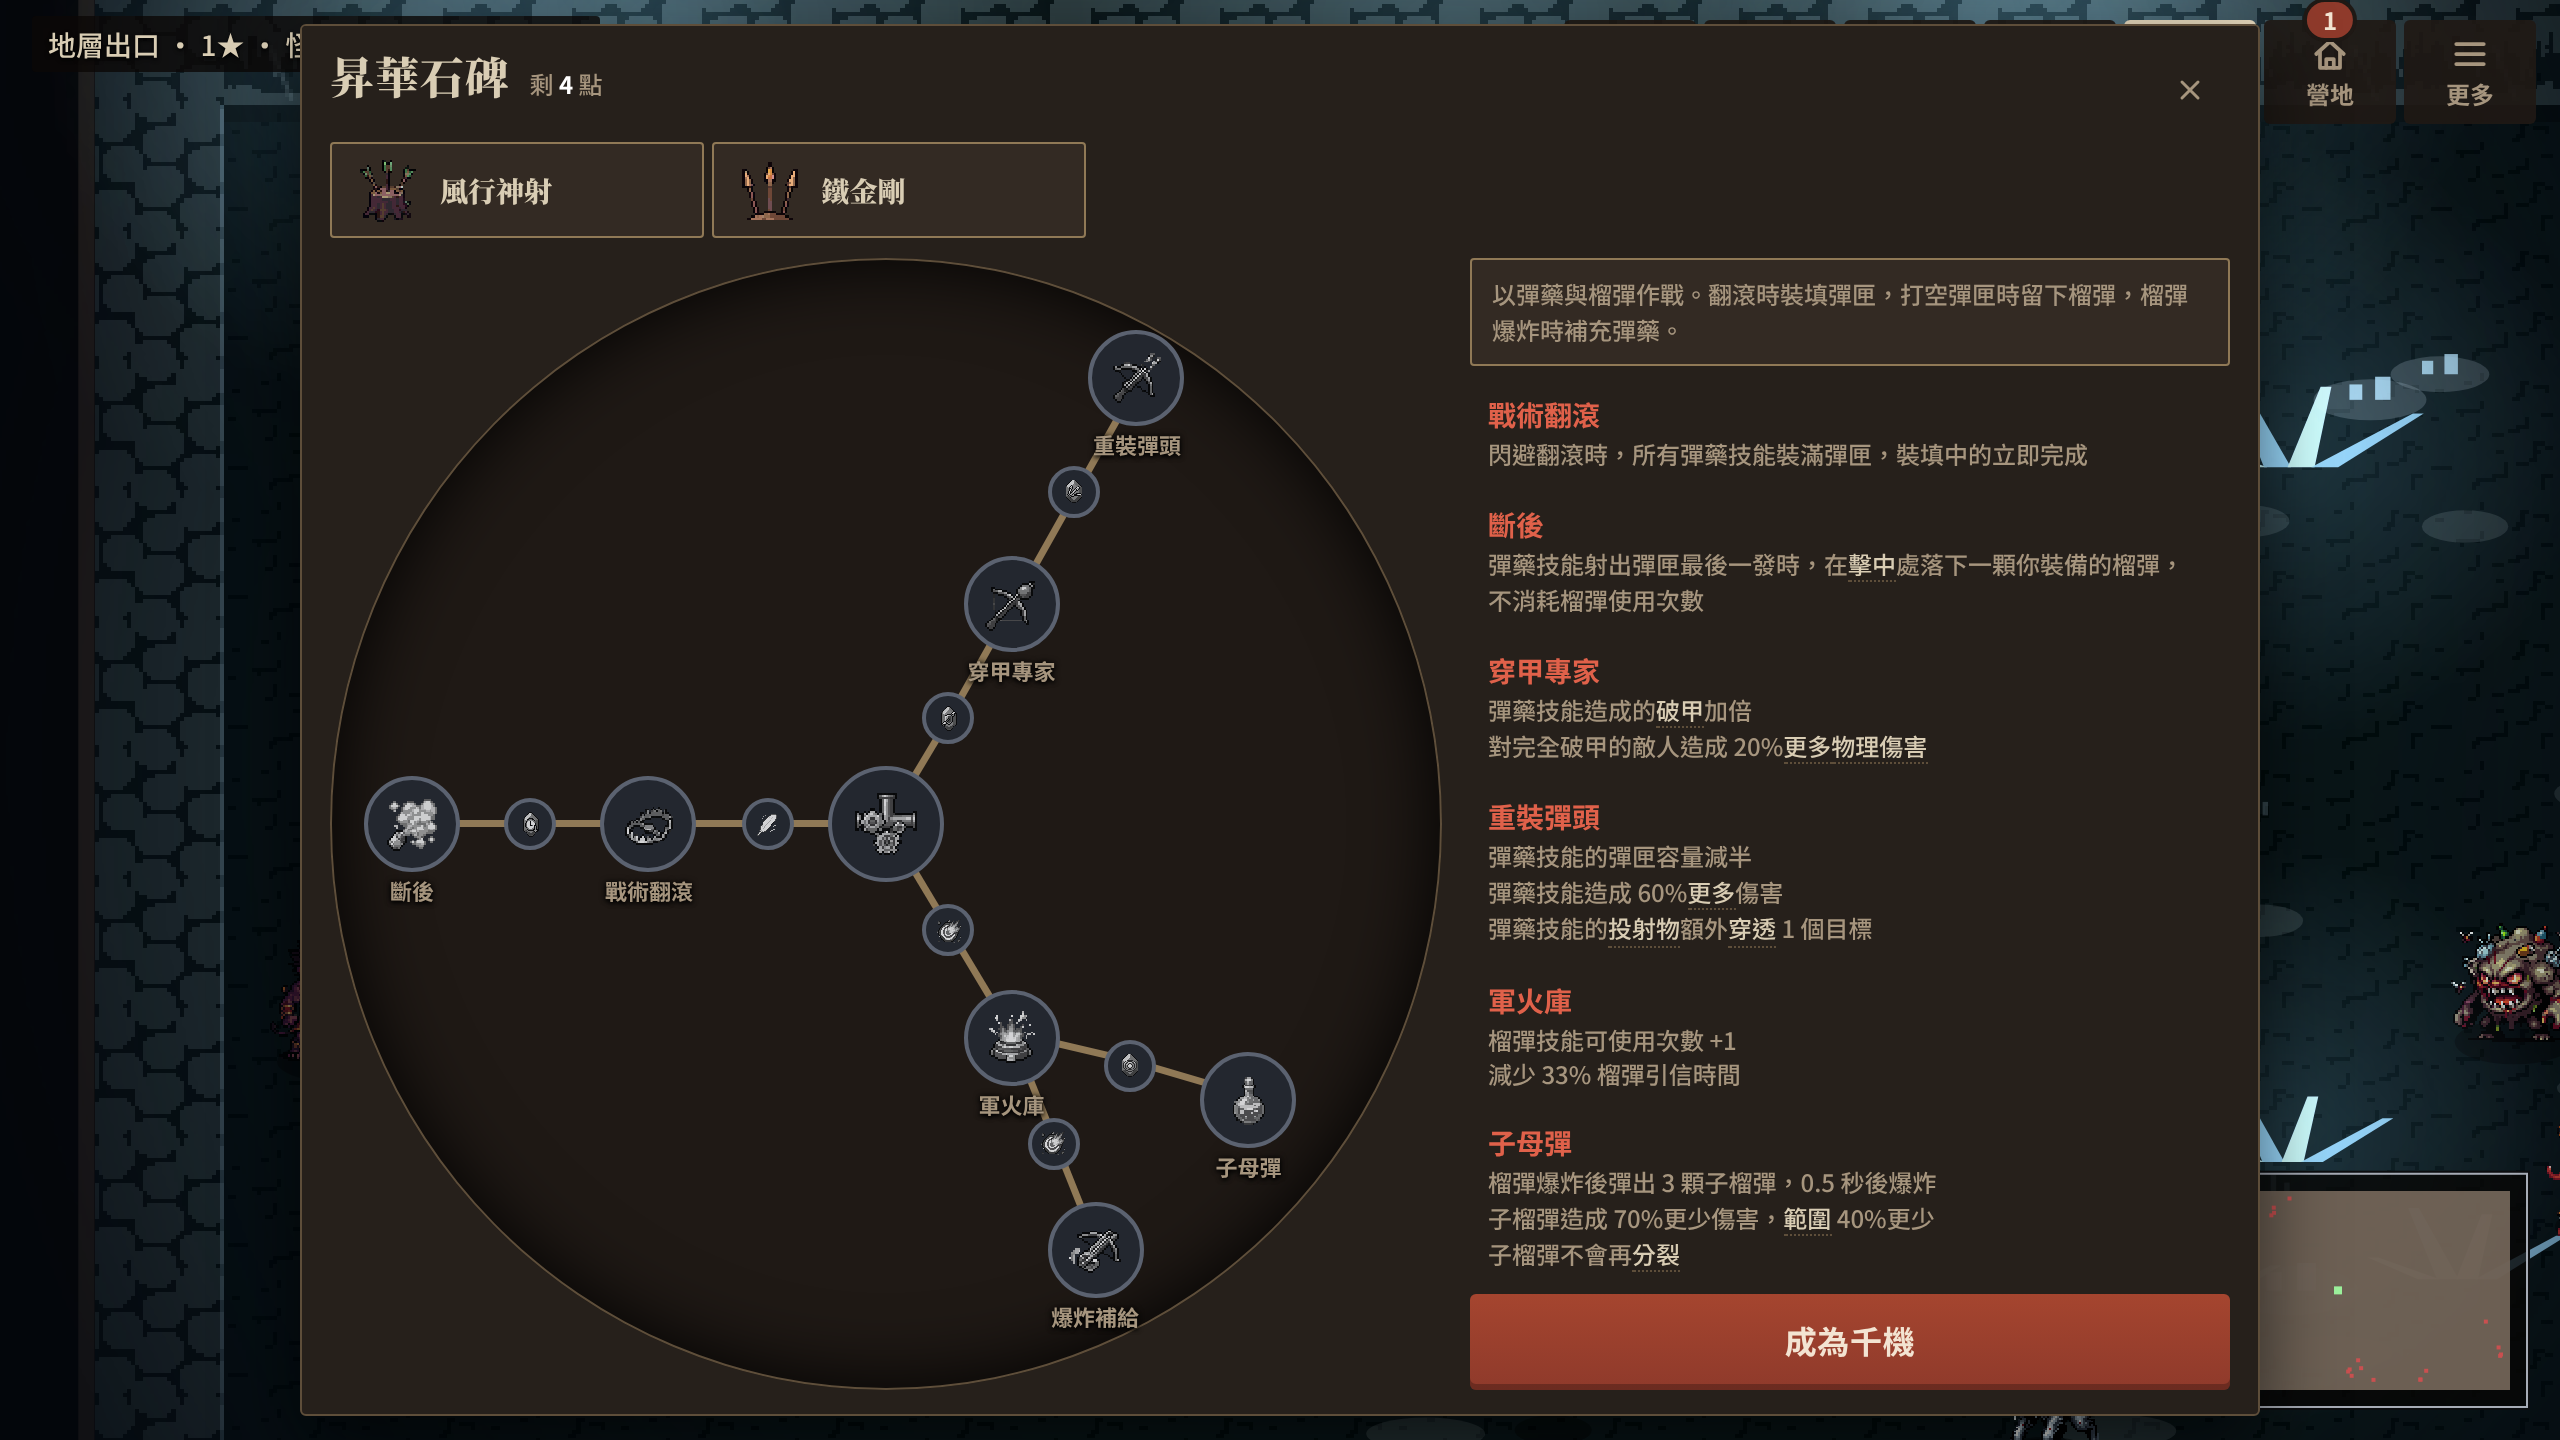 地層出口 · 1★ · 怪
昇華石碑 剩 4 點
1
營地
更多
風行神射
鐵金剛
以彈藥與榴彈作戰。翻滾時裝填彈匣，打空彈匣時留下榴彈，榴彈
爆炸時補充彈藥。
重裝彈頭
穿甲專家
斷後
戰術翻滾
軍火庫
子母彈
爆炸補給
戰術翻滾
閃避翻滾時，所有彈藥技能裝滿彈匣，裝填中的立即完成
斷後
彈藥技能射出彈匣最後一發時，在擊中處落下一顆你裝備的榴彈，
不消耗榴彈使用次數
穿甲專家
彈藥技能造成的破甲加倍
對完全破甲的敵人造成 20%更多物理傷害
重裝彈頭
彈藥技能的彈匣容量減半
彈藥技能造成 60%更多傷害
彈藥技能的投射物額外穿透 1 個目標
軍火庫
榴彈技能可使用次數 +1
減少 33% 榴彈引信時間
子母彈
榴彈爆炸後彈出 3 顆子榴彈，0.5 秒後爆炸
子榴彈造成 70%更少傷害，範圍 40%更少
子榴彈不會再分裂
成為千機